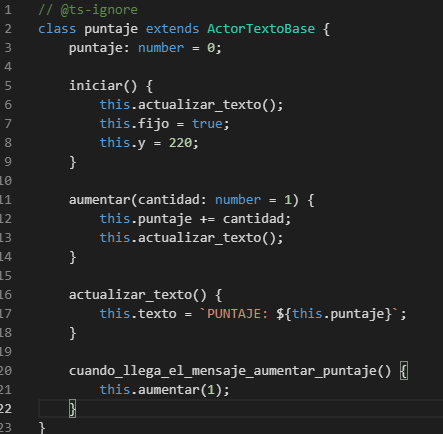 1 // @ts-ignore
2 class puntaje extends ActorTextoBase {
3     puntaje: number = 0;
4
5     iniciar() {
6         this.actualizar_texto();
7         this.fijo = true;
8         this.y = 220;
9     }
10
11     aumentar(cantidad: number = 1) {
12         this.puntaje += cantidad;
13         this.actualizar_texto();
14     }
15
16     actualizar_texto() {
17         this.texto = `PUNTAJE: ${this.puntaje}`;
18     }
19
20     cuando_llega_el_mensaje_aumentar_puntaje() {
21         this.aumentar(1);
22     }
23 }